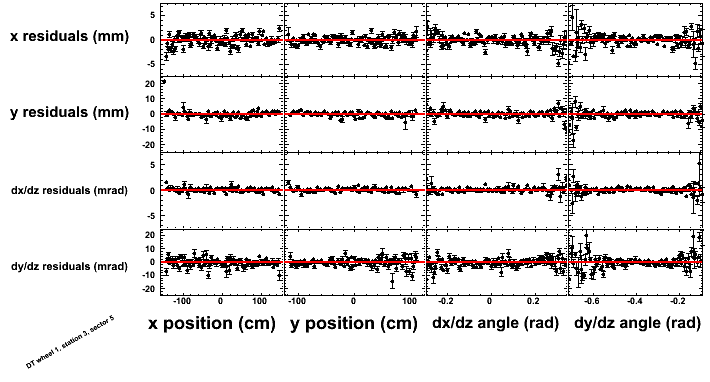 x residuals (mm)
5
0
-5
y residuals (mm)
20
10
0
-10
-20
dx/dz residuals (mrad)
5
0
-5
dy/dz residuals (mrad)
20
10
0
-10
-20
-100 0 100 -100 0 100 -0.2 0 0.2 -0.6 -0.4 -0.2
x position (cm) y position (cm) dx/dz angle (rad) dy/dz angle (rad)
DT wheel 1, station 3, sector 5